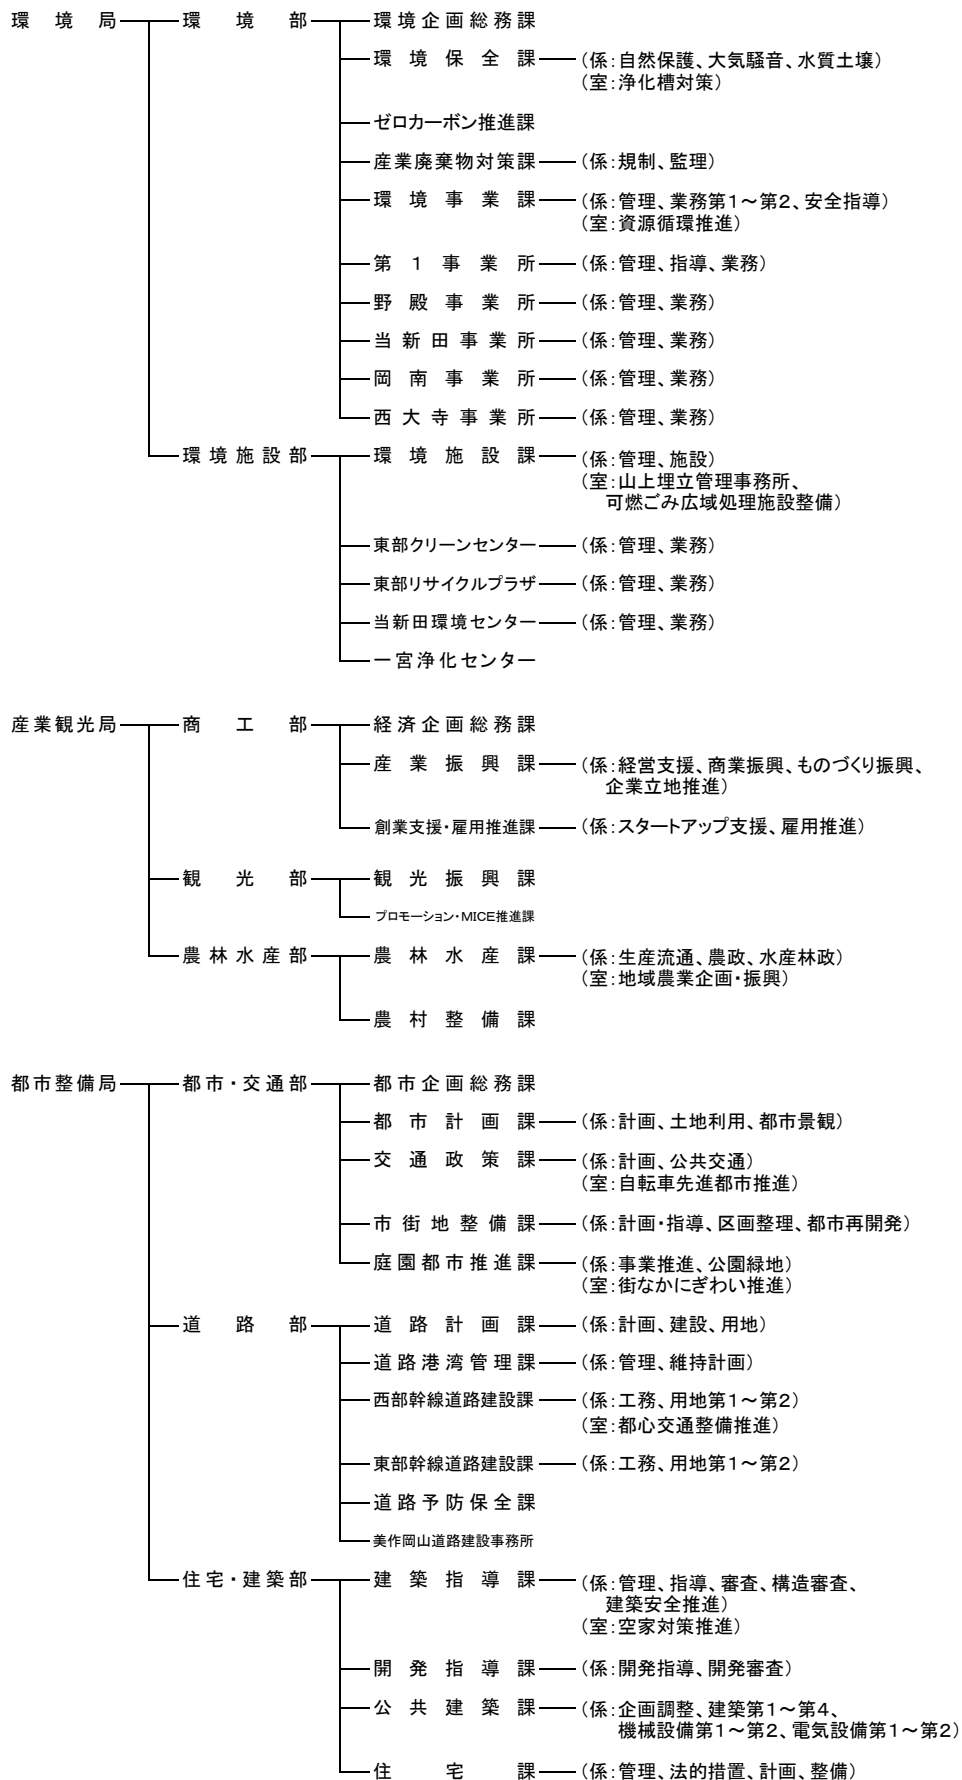 環境局 環境部 環境企画総務課
環境保全課 (係:自然保護、大気騒音、水質土壌)
(室:浄化槽対策)
ゼロカーボン推進課
産業廃棄物対策課 (係:規制、監理)
環境事業課 (係:管理、業務第1～第2、安全指導)
(室:資源循環推進)
第1事業所 (係:管理、指導、業務)
野殿事業所 (係:管理、業務)
当新田事業所 (係:管理、業務)
岡南事業所 (係:管理、業務)
西大寺事業所 (係:管理、業務)
環境施設部 環境施設課 (係:管理、施設)
(室:山上埋立管理事務所、
可燃ごみ広域処理施設整備)
東部クリーンセンター (係:管理、業務)
東部リサイクルプラザ (係:管理、業務)
当新田環境センター (係:管理、業務)
一宮浄化センター
産業観光局 商工部 経済企画総務課
産業振興課 (係:経営支援、商業振興、ものづくり振興、
企業立地推進)
創業支援・雇用推進課 (係:スタートアップ支援、雇用推進)
観光部 観光振興課
プロモーション・MICE推進課
農林水産部 農林水産課 (係:生産流通、農政、水産林政)
(室:地域農業企画・振興)
農村整備課
都市整備局 都市・交通部 都市企画総務課
都市計画課 (係:計画、土地利用、都市景観)
交通政策課 (係:計画、公共交通)
(室:自転車先進都市推進)
市街地整備課 (係:計画・指導、区画整理、都市再開発)
庭園都市推進課 (係:事業推進、公園緑地)
(室:街なかにぎわい推進)
道路部 道路計画課 (係:計画、建設、用地)
道路港湾管理課 (係:管理、維持計画)
西部幹線道路建設課 (係:工務、用地第1～第2)
(室:都心交通整備推進)
東部幹線道路建設課 (係:工務、用地第1～第2)
道路予防保全課
美作岡山道路建設事務所
住宅・建築部 建築指導課 (係:管理、指導、審査、構造審査、
建築安全推進)
(室:空家対策推進)
開発指導課 (係:開発指導、開発審査)
公共建築課 (係:企画調整、建築第1～第4、
機械設備第1～第2、電気設備第1～第2)
住宅課 (係:管理、法的措置、計画、整備)